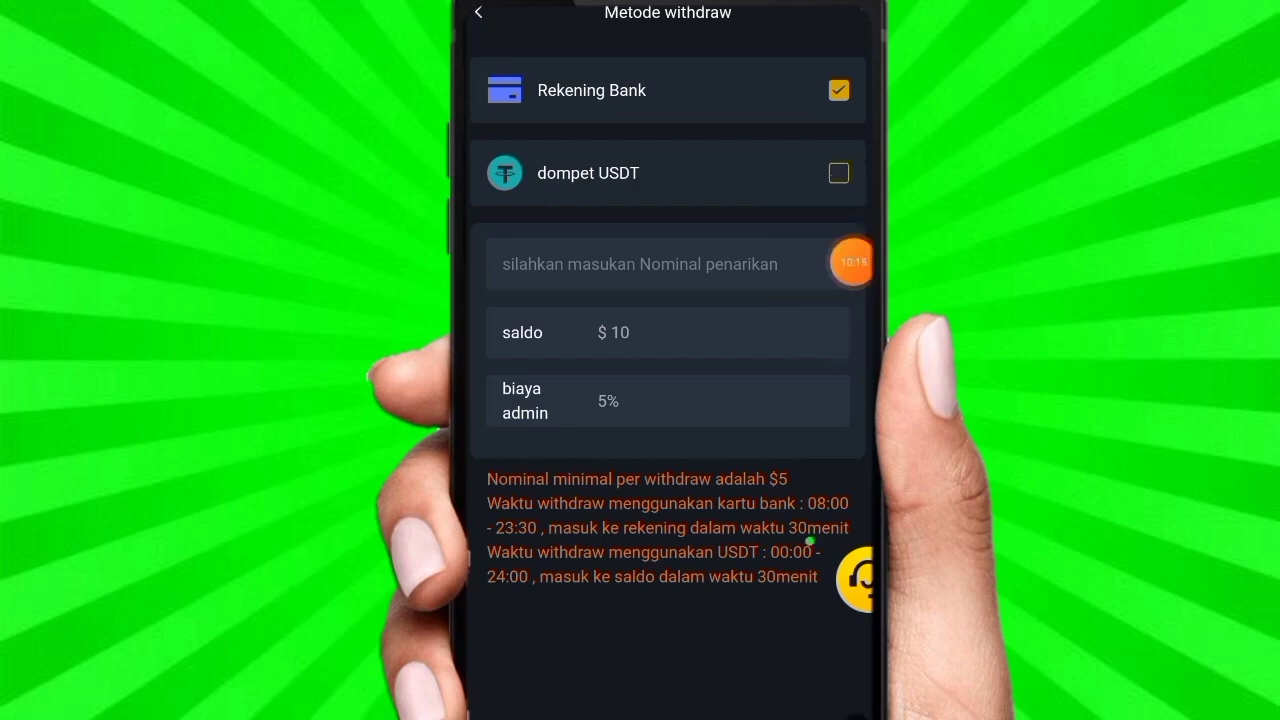 Metode withdraw
Rekening Bank
dompet USDT
silahkan masukan Nominal penarikan
10:16
saldo $ 10
biaya
admin 5%
Nominal minimal per withdraw adalah $5
Waktu withdraw menggunakan kartu bank : 08:00
- 23:30 , masuk ke rekening dalam waktu 30menit
Waktu withdraw menggunakan USDT : 00:00 -
24:00 , masuk ke saldo dalam waktu 30menit